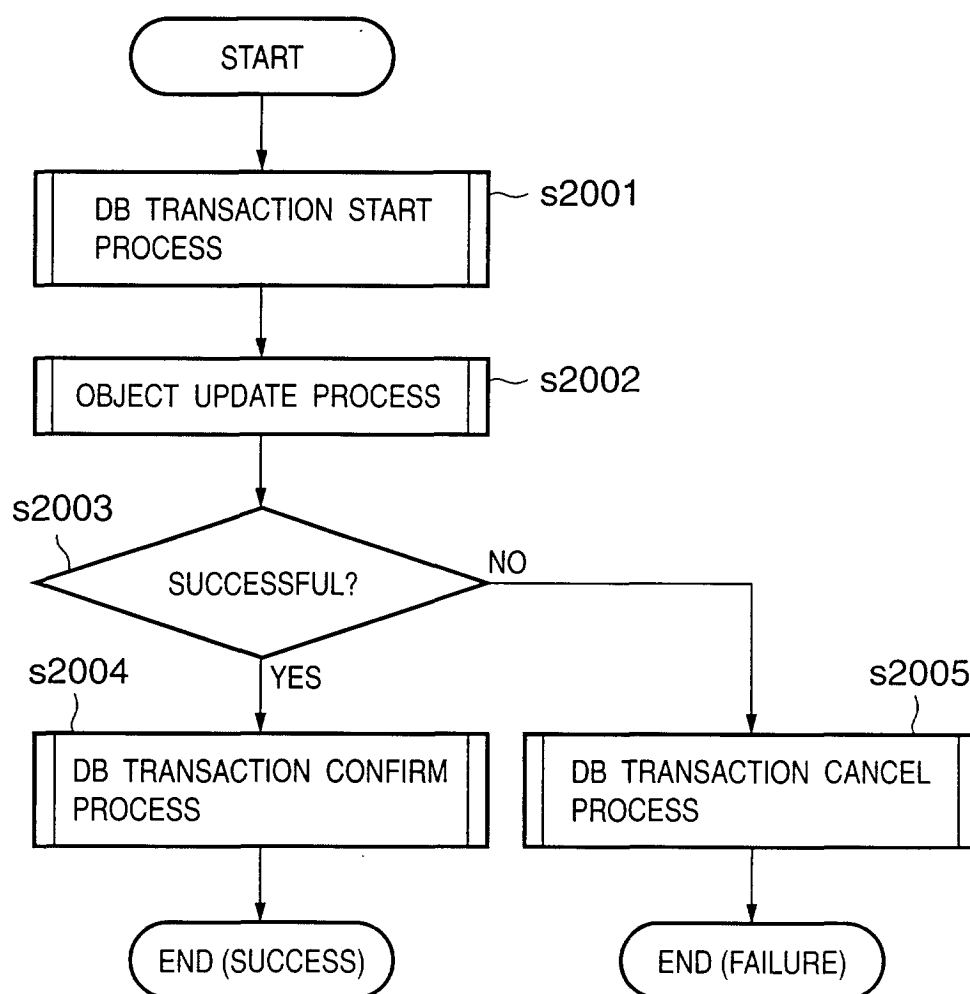 START
DB TRANSACTION START
PROCESS
s2001
OBJECT UPDATE PROCESS
s2002
s2003
SUCCESSFUL?
NO
YES
s2004
s2005
DB TRANSACTION CONFIRM
PROCESS
DB TRANSACTION CANCEL
PROCESS
END (SUCCESS)
END (FAILURE)